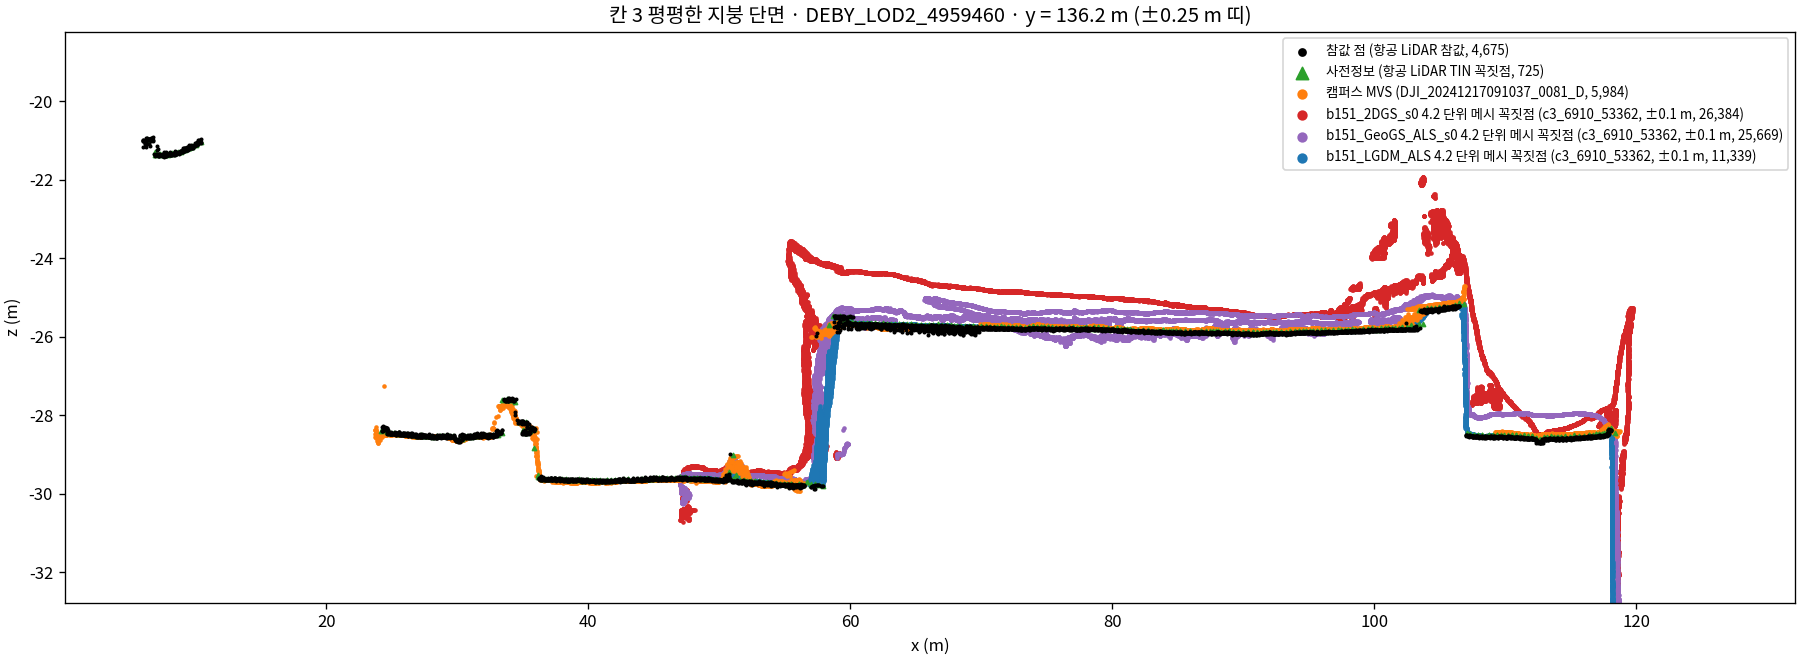 칸 3 평평한 지붕 단면 · DEBY_LOD2_4959460 · y = 136.2 m (±0.25 m 띠)
참값 점 (항공 LiDAR 참값, 4,675)
사전정보 (항공 LiDAR TIN 꼭짓점, 725)
캠퍼스 MVS (DJI_20241217091037_0081_D, 5,984)
b151_2DGS_s0 4.2 단위 메시 꼭짓점 (c3_6910_53362, ±0.1 m, 26,384)
b151_GeoGS_ALS_s0 4.2 단위 메시 꼭짓점 (c3_6910_53362, ±0.1 m, 25,669)
b151_LGDM_ALS 4.2 단위 메시 꼭짓점 (c3_6910_53362, ±0.1 m, 11,339)
z (m)
-20
-22
-24
-26
-28
-30
-32
20 40 60 80 100 120
x (m)